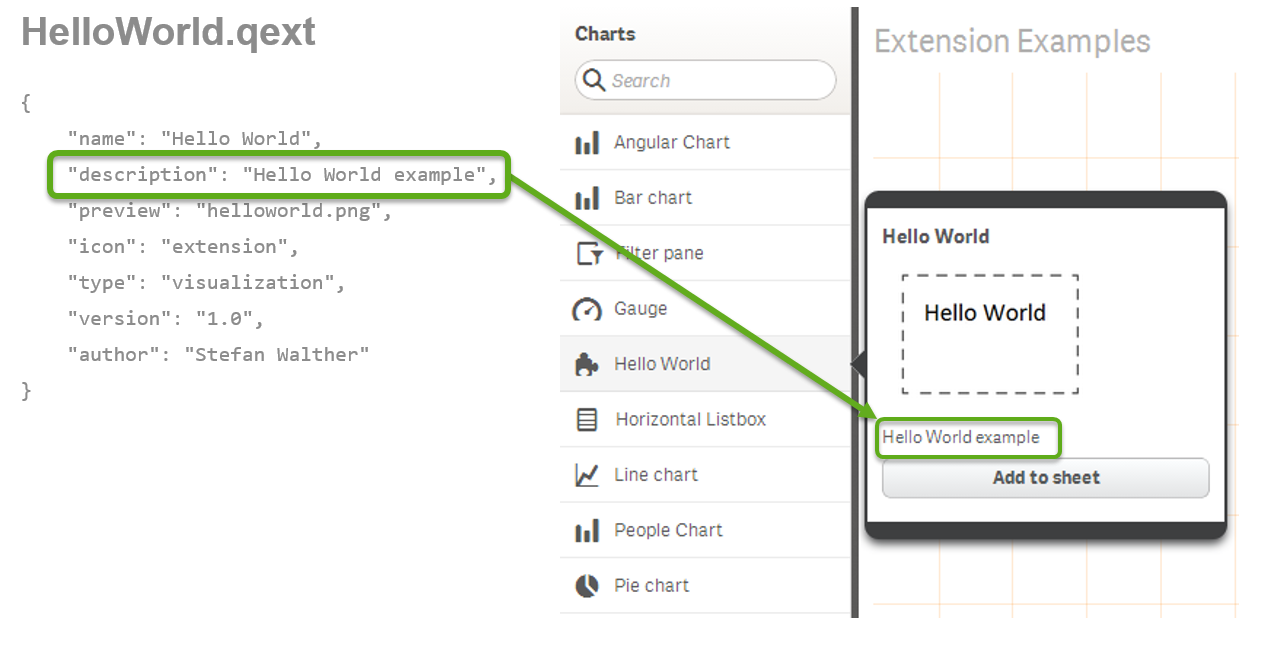 HelloWorld.qext
{
"name": "Hello World",
"description": "Hello World example",
"preview": "helloworld.png",
"icon": "extension",
"type": "visualization",
"version": "1.0",
"author": "Stefan Walther"
}
Charts
Search
Angular Chart
Bar chart
Filter pane
Gauge
Hello World
Horizontal Listbox
Line chart
People Chart
Pie chart
Extension Examples
Hello World
Hello World
Hello World example
Add to sheet